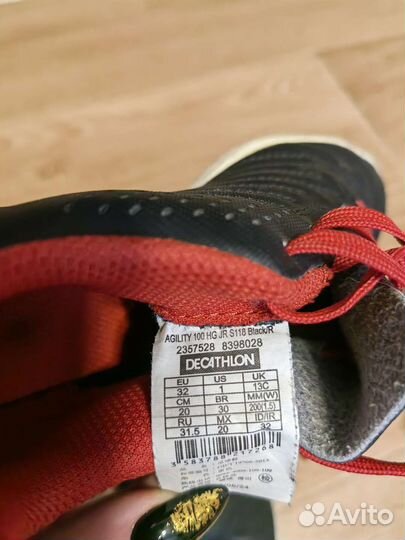 AGILITY 100 HG JR S118 Black/R
2357528 8398028
DECATHLON
EU US UK
32 1 13C
CM BR MM(W)
20 30 200(1.5)
RU MX ID/IR
31.5 20 32
Avito